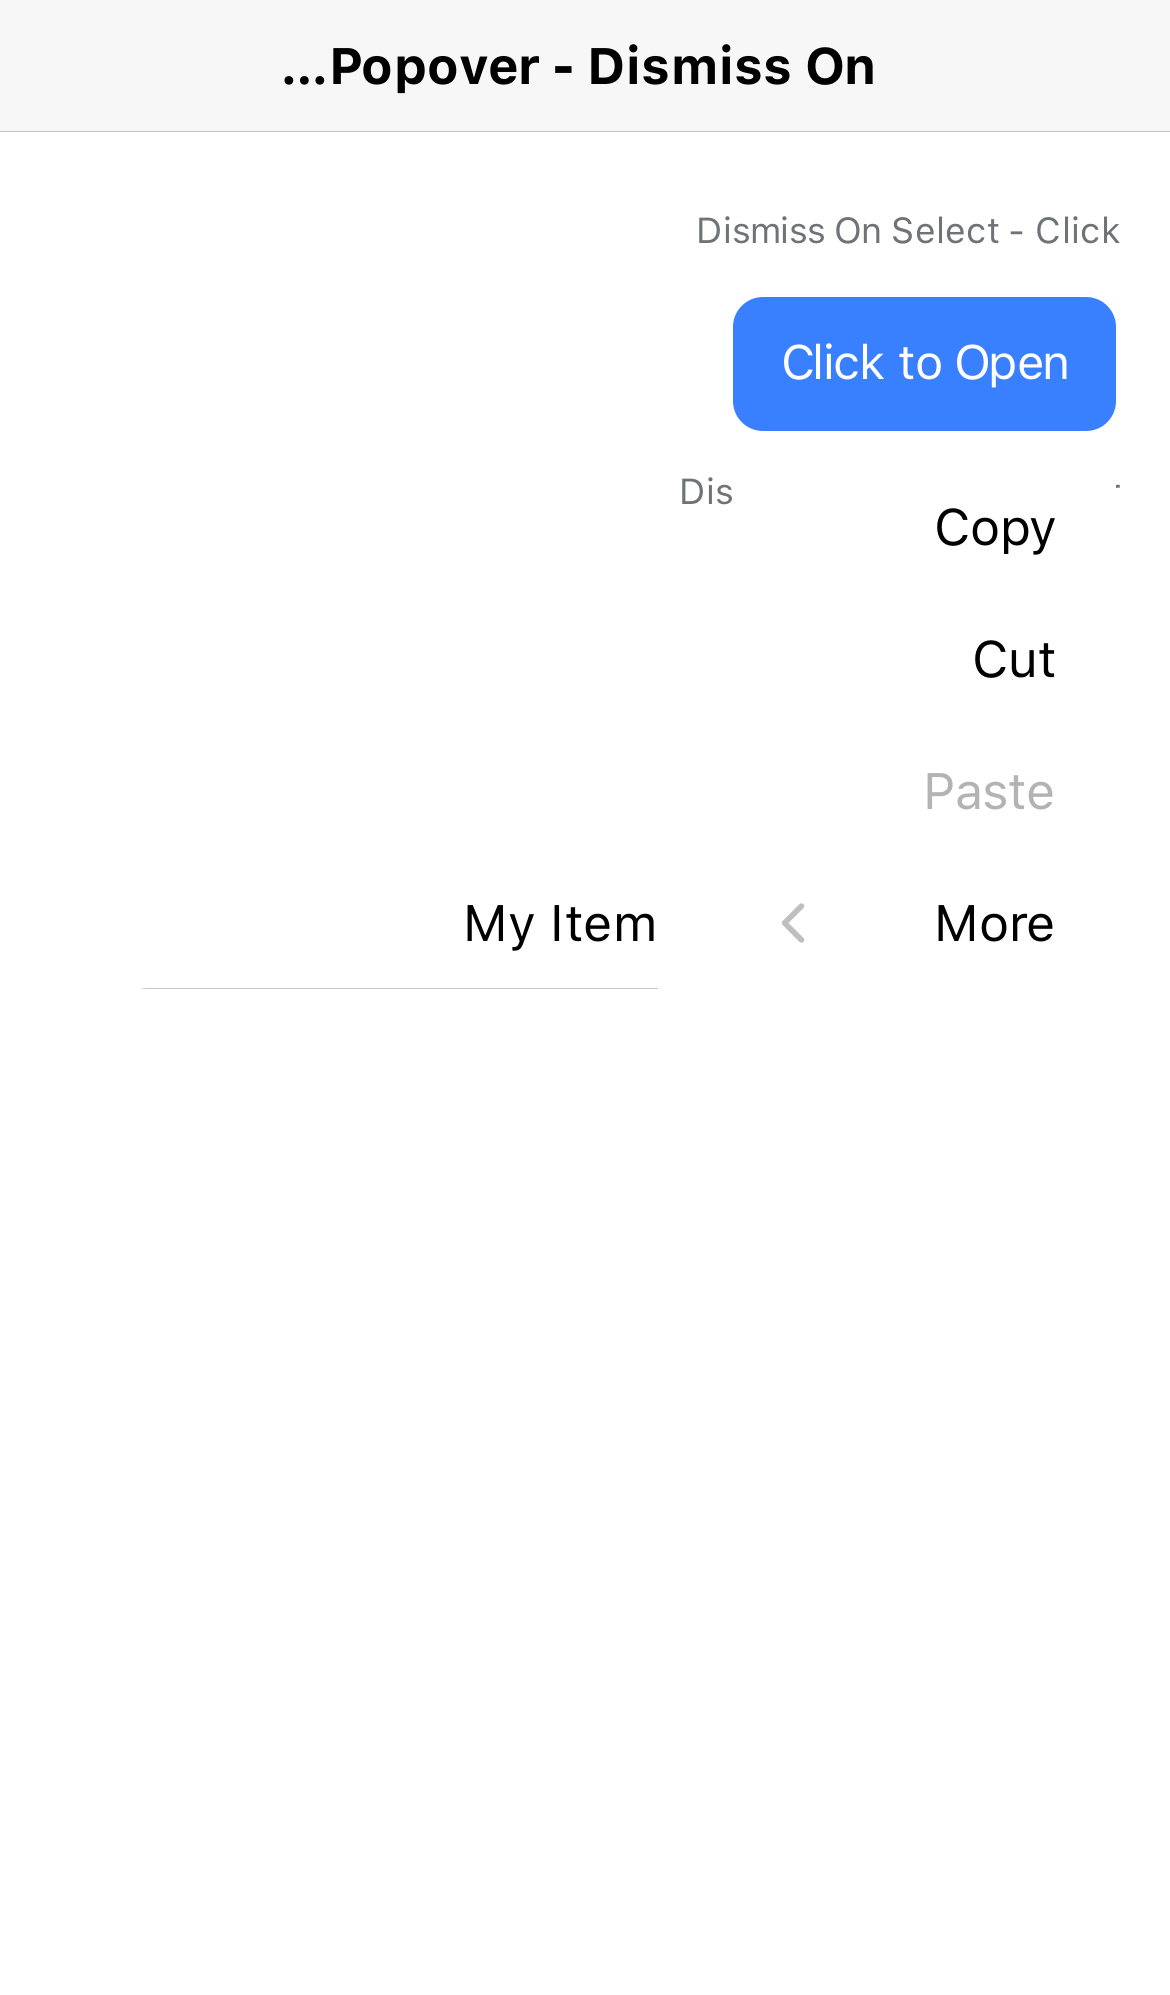 ...Popover - Dismiss On
Dismiss On Select - Click
Click to Open
Dis
Copy
Cut
Paste
More
My Item